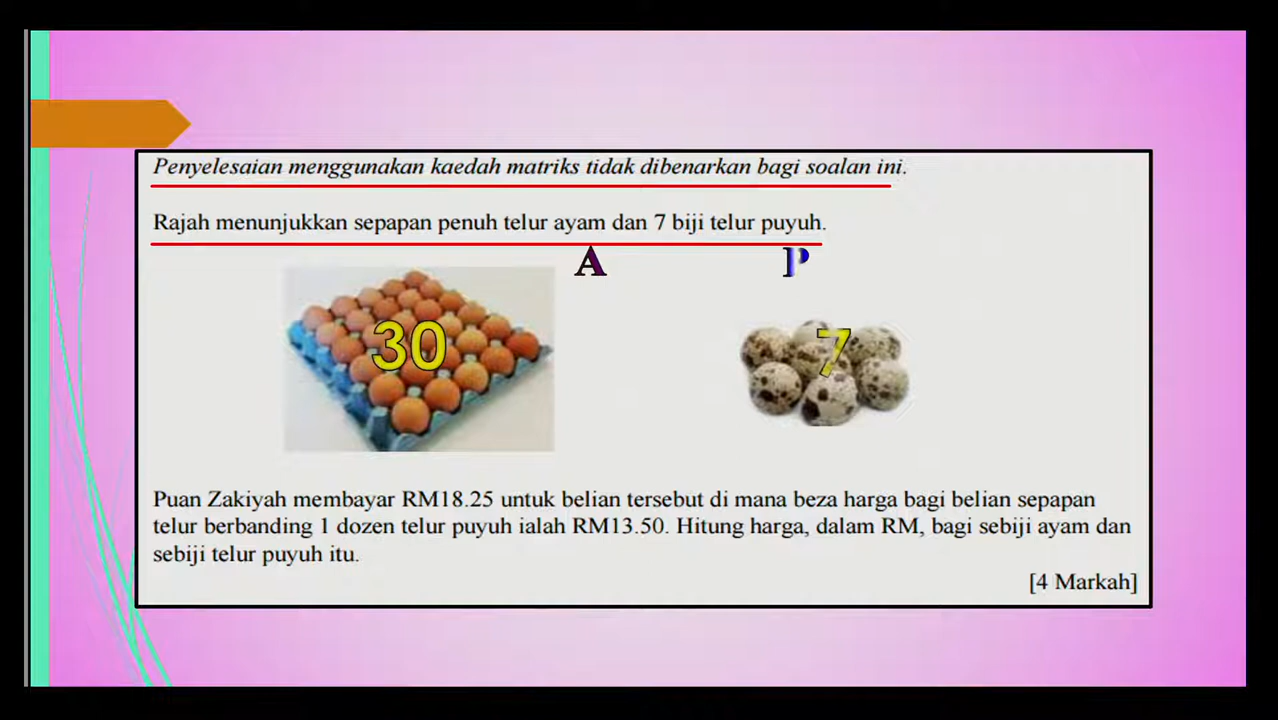 Penyelesaian menggunakan kaedah matriks tidak dibenarkan bagi soalan ini.
Rajah menunjukkan sepapan penuh telur ayam dan 7 biji telur puyuh.
A P
30 7
Puan Zakiyah membayar RM18.25 untuk belian tersebut di mana beza harga bagi belian sepapan
telur berbanding 1 dozen telur puyuh ialah RM13.50. Hitung harga, dalam RM, bagi sebiji ayam dan
sebiji telur puyuh itu.
[4 Markah]